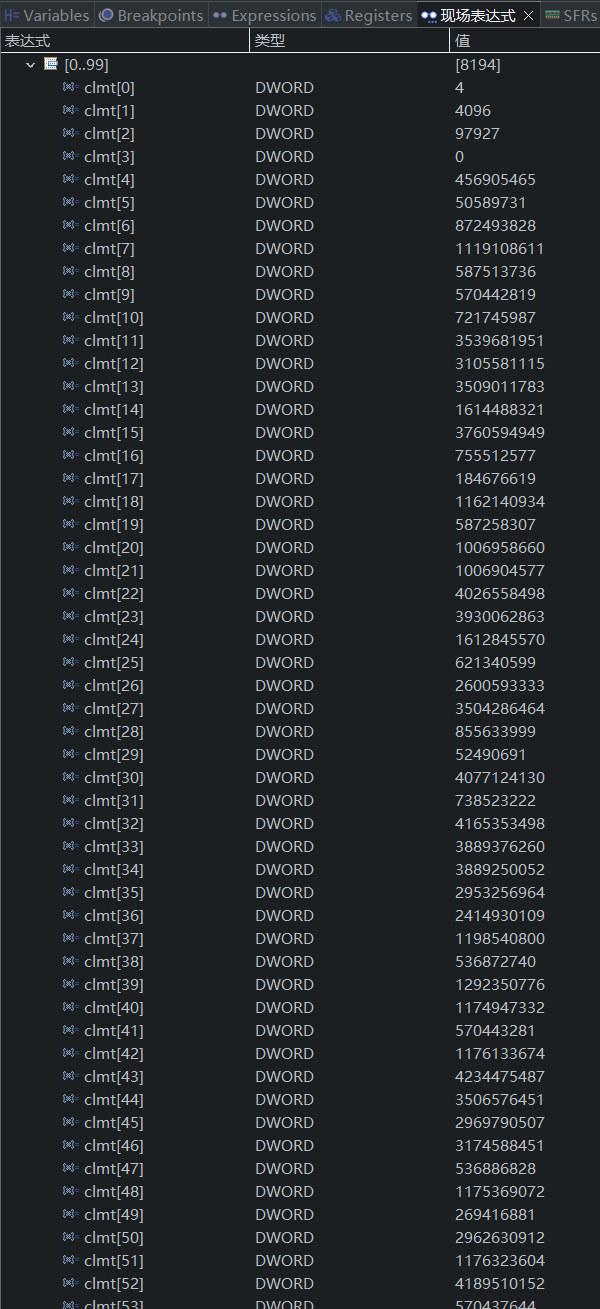 Variables Breakpoints Expressions Registers 现场表达式 SFRs
表达式 类型 值
[0..99] [8194]
clmt[0] DWORD 4
clmt[1] DWORD 4096
clmt[2] DWORD 97927
clmt[3] DWORD 0
clmt[4] DWORD 456905465
clmt[5] DWORD 50589731
clmt[6] DWORD 872493828
clmt[7] DWORD 1119108611
clmt[8] DWORD 587513736
clmt[9] DWORD 570442819
clmt[10] DWORD 721745987
clmt[11] DWORD 3539681951
clmt[12] DWORD 3105581115
clmt[13] DWORD 3509011783
clmt[14] DWORD 1614488321
clmt[15] DWORD 3760594949
clmt[16] DWORD 755512577
clmt[17] DWORD 184676619
clmt[18] DWORD 1162140934
clmt[19] DWORD 587258307
clmt[20] DWORD 1006958660
clmt[21] DWORD 1006904577
clmt[22] DWORD 4026558498
clmt[23] DWORD 3930062863
clmt[24] DWORD 1612845570
clmt[25] DWORD 621340599
clmt[26] DWORD 2600593333
clmt[27] DWORD 3504286464
clmt[28] DWORD 855633999
clmt[29] DWORD 52490691
clmt[30] DWORD 4077124130
clmt[31] DWORD 738523222
clmt[32] DWORD 4165353498
clmt[33] DWORD 3889376260
clmt[34] DWORD 3889250052
clmt[35] DWORD 2953256964
clmt[36] DWORD 2414930109
clmt[37] DWORD 1198540800
clmt[38] DWORD 536872740
clmt[39] DWORD 1292350776
clmt[40] DWORD 1174947332
clmt[41] DWORD 570443281
clmt[42] DWORD 1176133674
clmt[43] DWORD 4234475487
clmt[44] DWORD 3506576451
clmt[45] DWORD 2969790507
clmt[46] DWORD 3174588451
clmt[47] DWORD 536886828
clmt[48] DWORD 1175369072
clmt[49] DWORD 269416881
clmt[50] DWORD 2962630912
clmt[51] DWORD 1176323604
clmt[52] DWORD 4189510152
clmt[53] DWORD 570437644